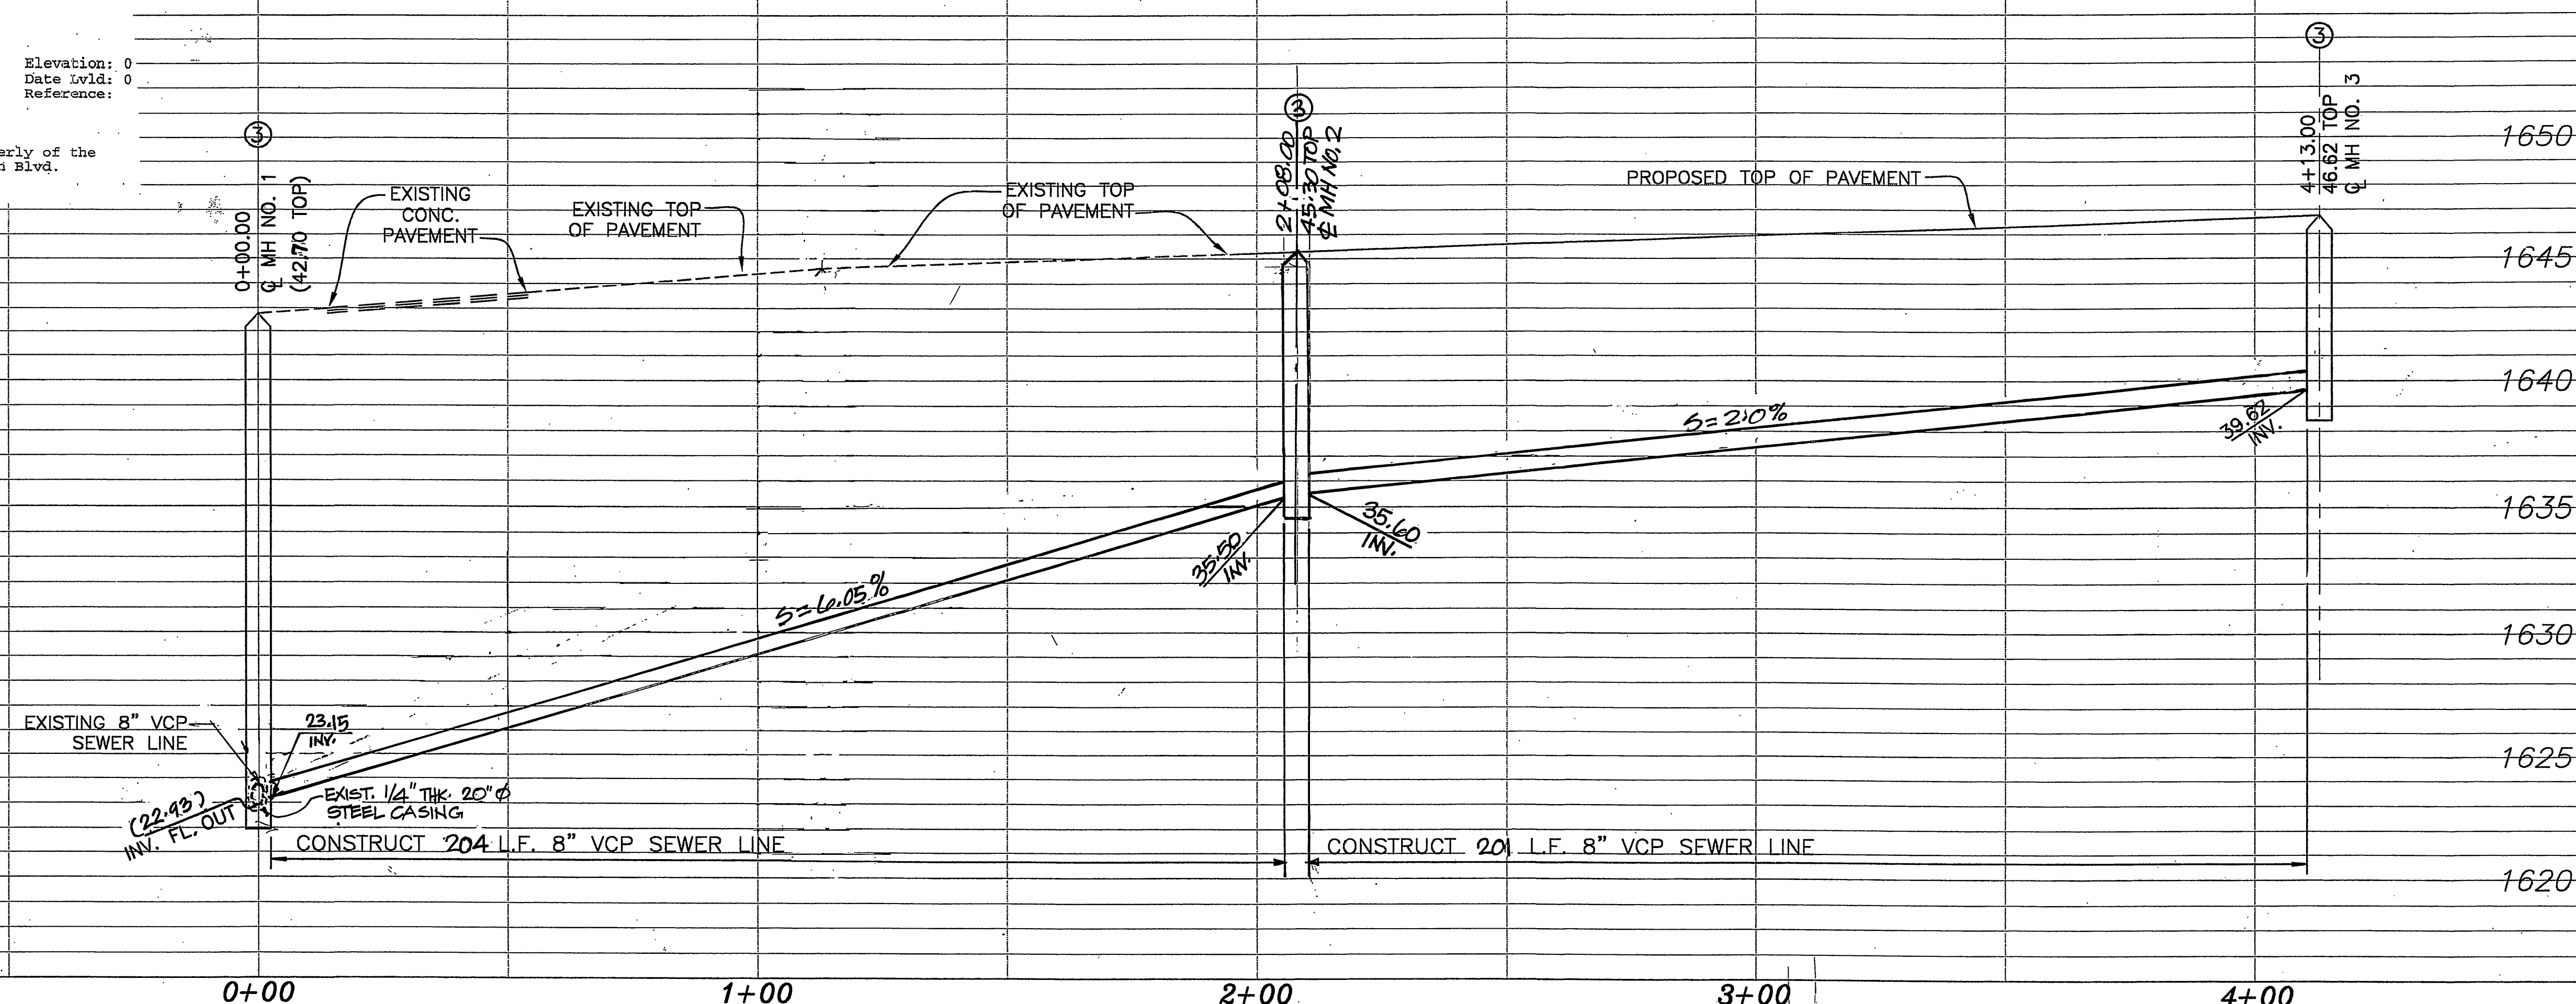 Elevation: 0
Date Lvld: 0
Reference:
erly of the
Blvd.
3
0+00.00
℄ MH NO. 1
(42.70 TOP)
EXISTING
CONC.
PAVEMENT
EXISTING TOP
OF PAVEMENT
EXISTING TOP
OF PAVEMENT
3
2+08.00
45.30 TOP
℄ MH NO. 2
PROPOSED TOP OF PAVEMENT
3
4+13.00
46.62 TOP
℄ MH NO. 3
1650
1645
1640
1635
1630
1625
1620
S=6.05%
S=2.0%
35.50
INV.
35.60
INV.
39.62
INV.
EXISTING 8" VCP
SEWER LINE
23.15
INV.
(22.93)
INV. FL. OUT
EXIST. 1/4" THK. 20" Ø
STEEL CASING
CONSTRUCT 204 L.F. 8" VCP SEWER LINE
CONSTRUCT 201 L.F. 8" VCP SEWER LINE
0+00
1+00
2+00
3+00
4+00